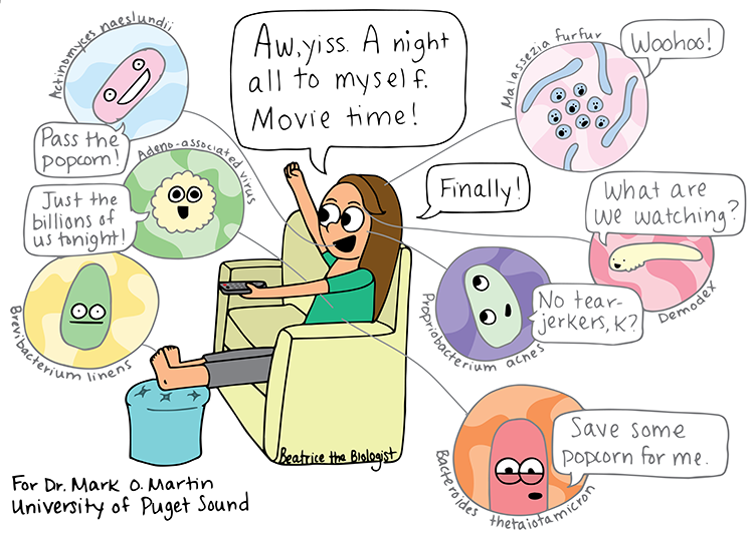 Actinomyces naeslundii
Pass the
popcorn!
Aw, yiss. A night
all to myself.
Movie time!
Malassezia furfur
Woohoo!
Adeno-associated virus
Just the
billions of
us tonight!
Finally!
What are
we watching?
Demodex
Brevibacterium linens
Propriobacterium acnes
No tear-
jerkers, k?
Save some
popcorn for me.
Bacteroides thetaiotamicron
Beatrice the Biologist
For Dr. Mark O. Martin
University of Puget Sound